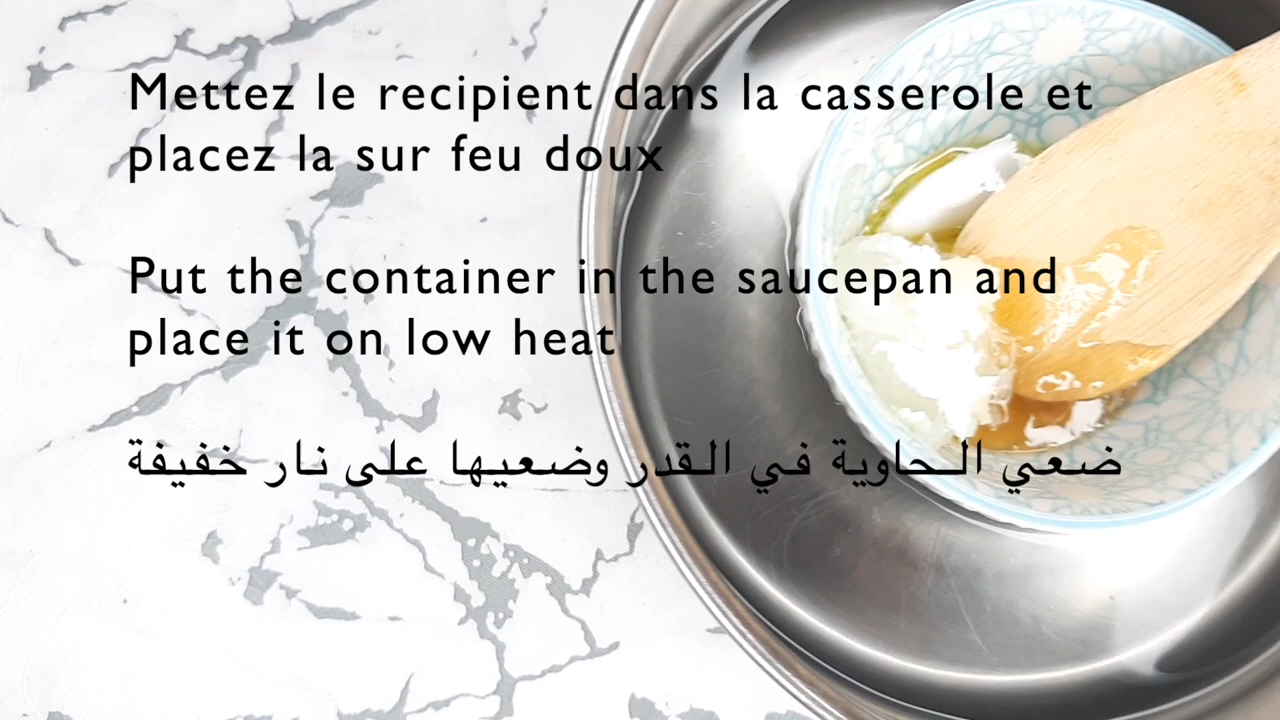 Mettez le recipient dans la casserole et
placez la sur feu doux
Put the container in the saucepan and
place it on low heat
ضعي الحاوية في القدر وضعيها على نار خفيفة